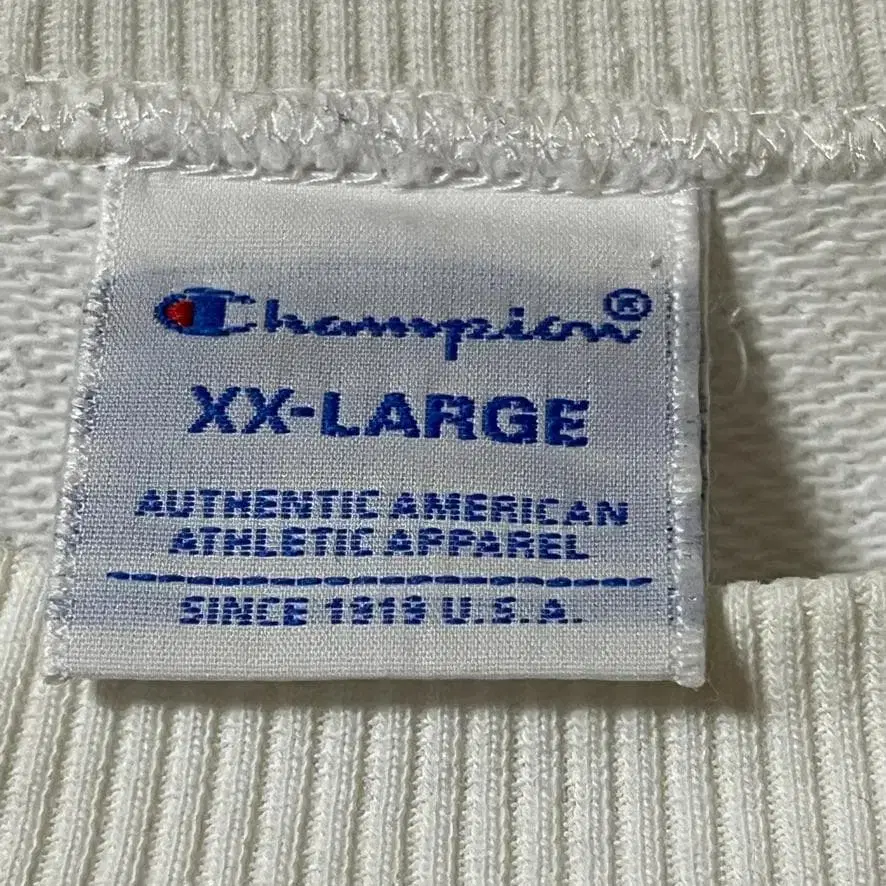 Champion®
XX-LARGE
AUTHENTIC AMERICAN
ATHLETIC APPAREL
SINCE 1919 U.S.A.